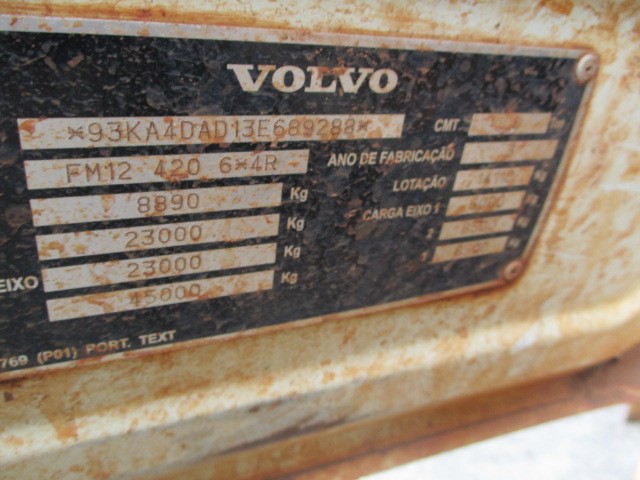 VOLVO
*93KA4DAD13E689288* CMT
FM12 420 6*4R ANO DE FABRICAÇÃO
8890 Kg LOTAÇÃO
23000 Kg CARGA EIXO 1
23000 Kg 2
EIXO 45000 3
769 (P01) PORT. TEXT